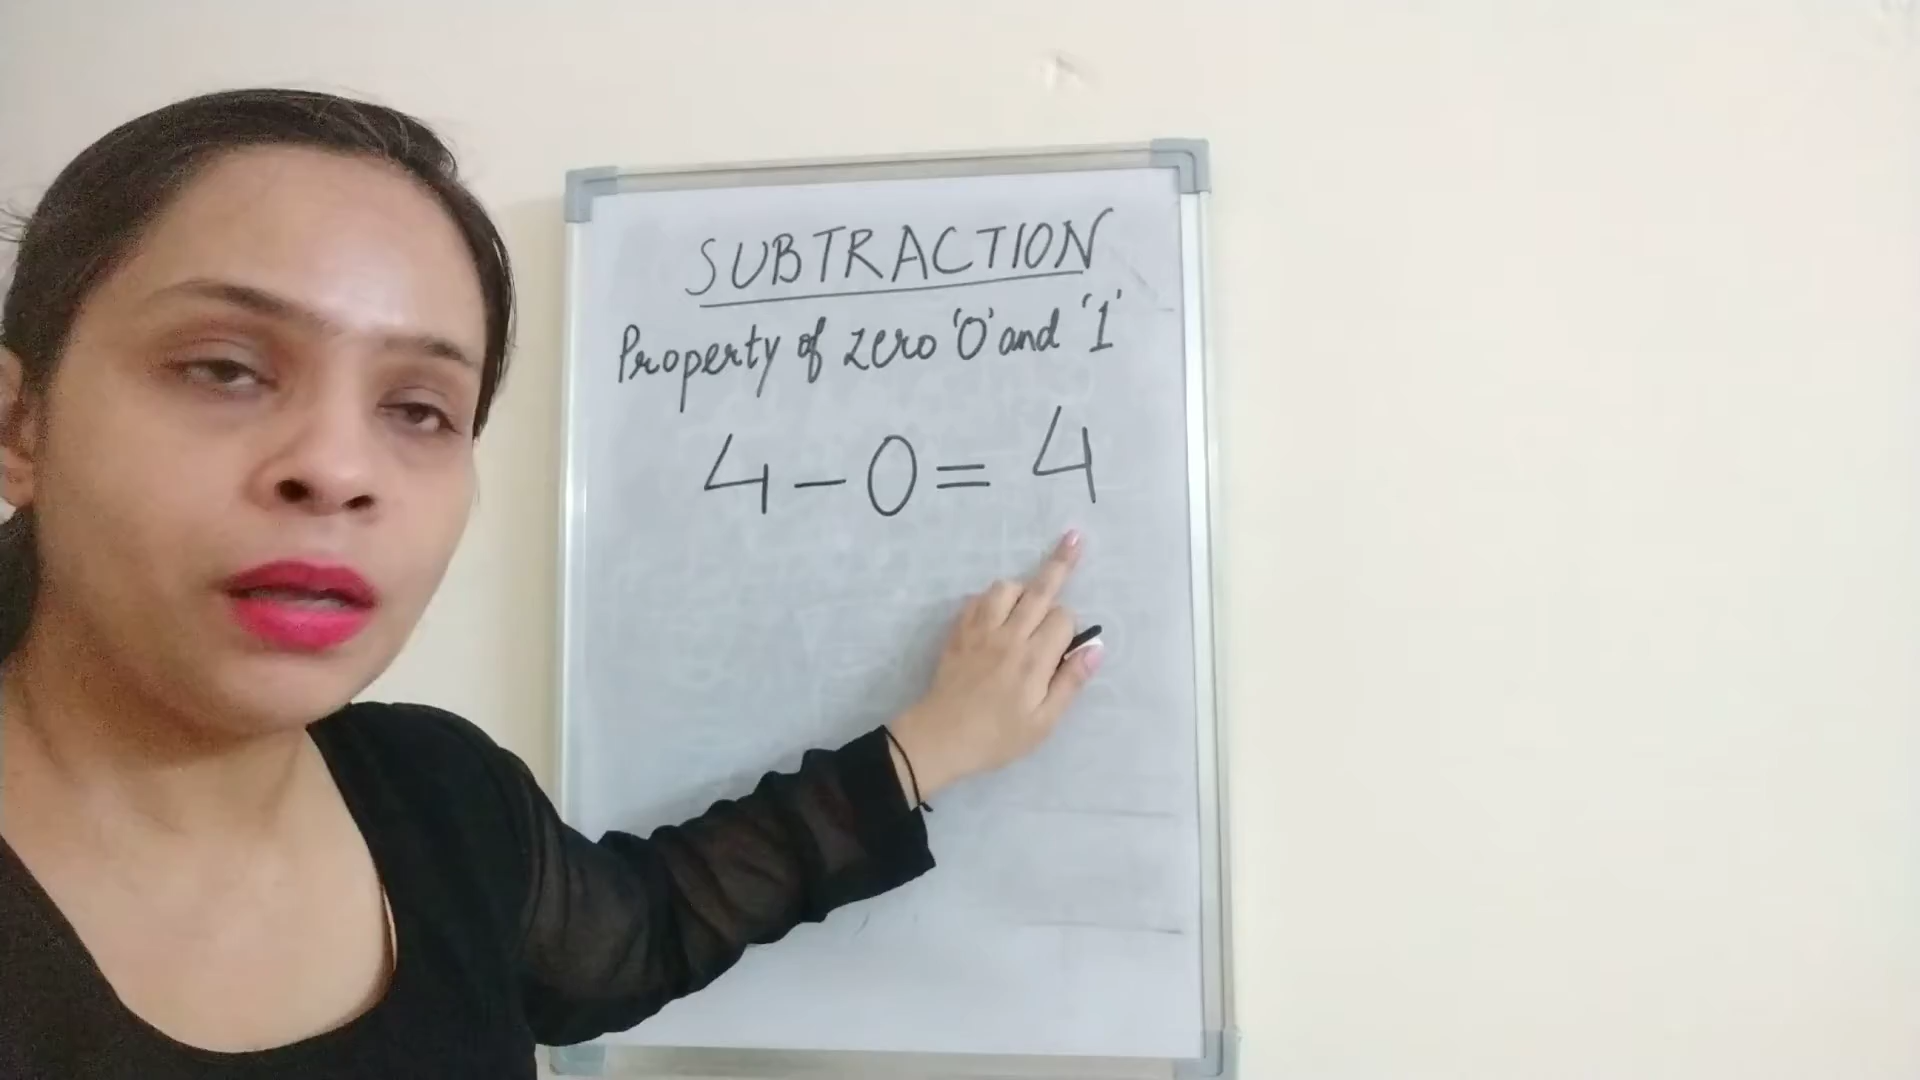 SUBTRACTION
Property of zero '0' and '1'
4 - 0 = 4